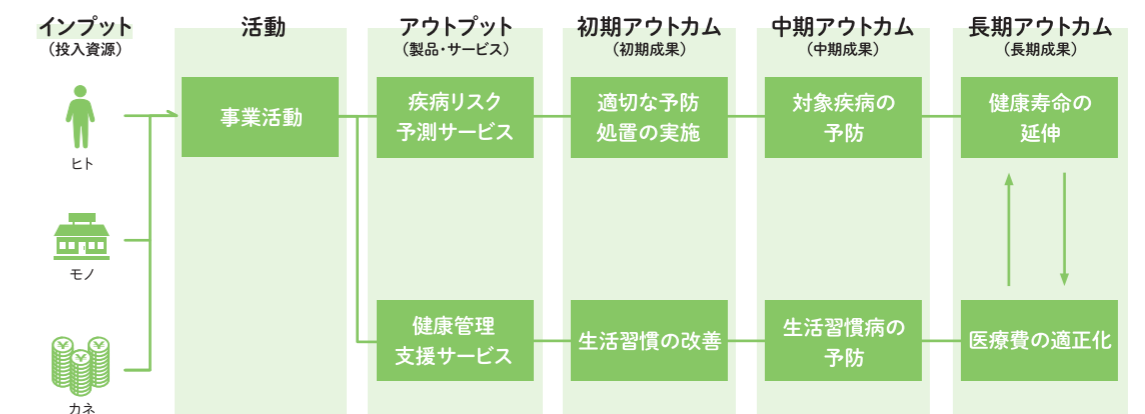 インプット
（投入資源）
活動
アウトプット
（製品・サービス）
初期アウトカム
（初期成果）
中期アウトカム
（中期成果）
長期アウトカム
（長期成果）
ヒト
モノ
¥ ¥ ¥
カネ
事業活動
疾病リスク
予測サービス
適切な予防
処置の実施
対象疾病の
予防
健康寿命の
延伸
健康管理
支援サービス
生活習慣の改善
生活習慣病の
予防
医療費の適正化